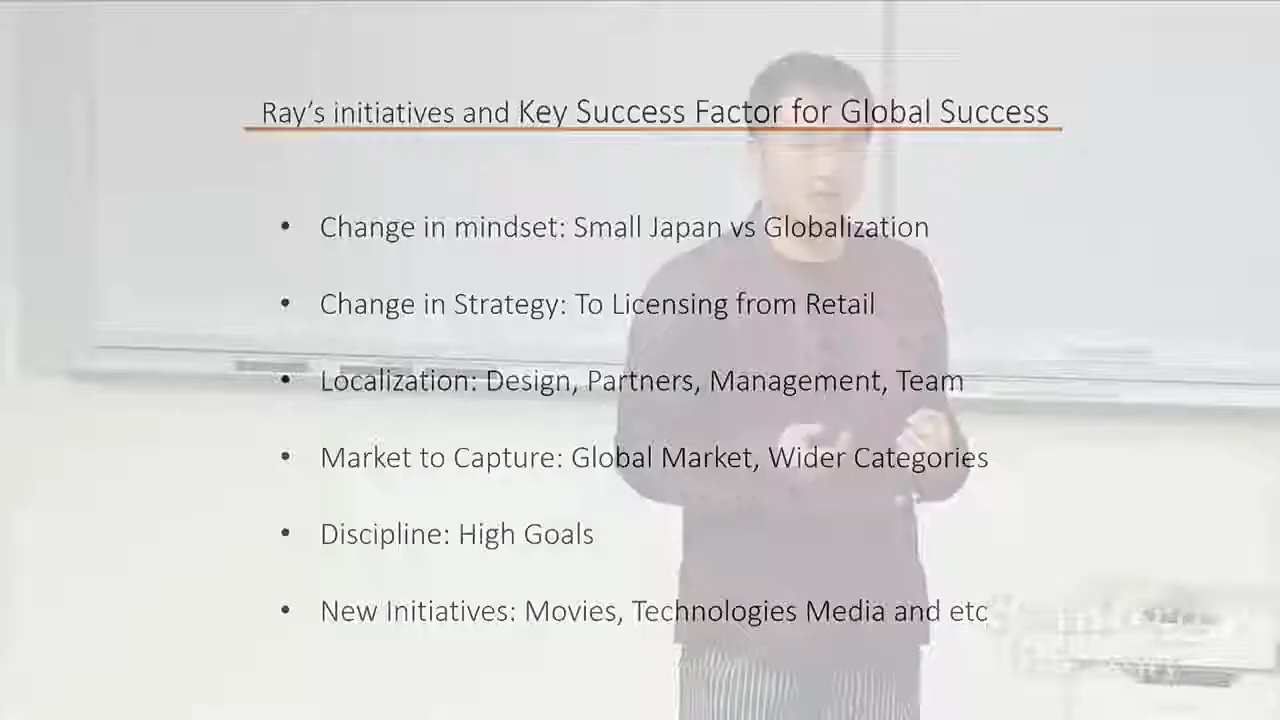 Ray's initiatives and Key Success Factor for Global Success
• Change in mindset: Small Japan vs Globalization
• Change in Strategy: To Licensing from Retail
• Localization: Design, Partners, Management, Team
• Market to Capture: Global Market, Wider Categories
• Discipline: High Goals
• New Initiatives: Movies, Technologies Media and etc